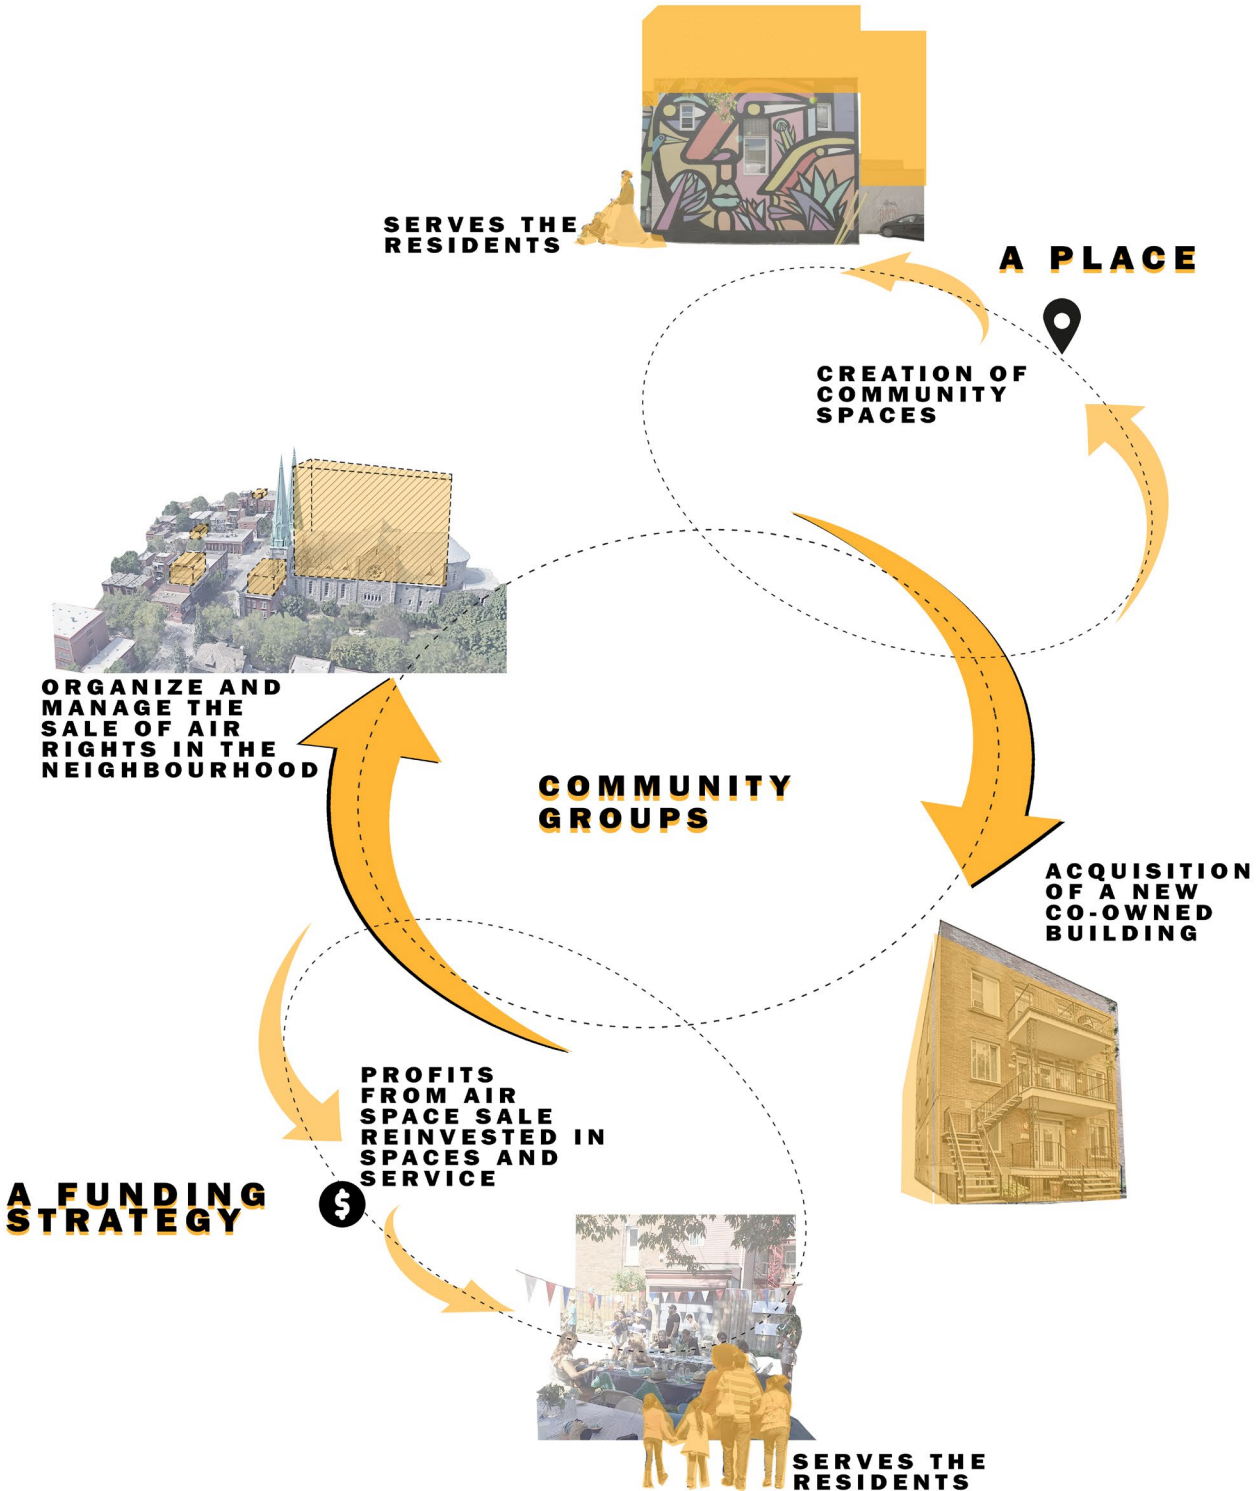 SERVES THE
RESIDENTS
A PLACE
CREATION OF
COMMUNITY
SPACES
ORGANIZE AND
MANAGE THE
SALE OF AIR
RIGHTS IN THE
NEIGHBOURHOOD
COMMUNITY
GROUPS
ACQUISITION
OF A NEW
CO-OWNED
BUILDING
PROFITS
FROM AIR
SPACE SALE
REINVESTED IN
SPACES AND
SERVICE
A FUNDING
STRATEGY
$
SERVES THE
RESIDENTS